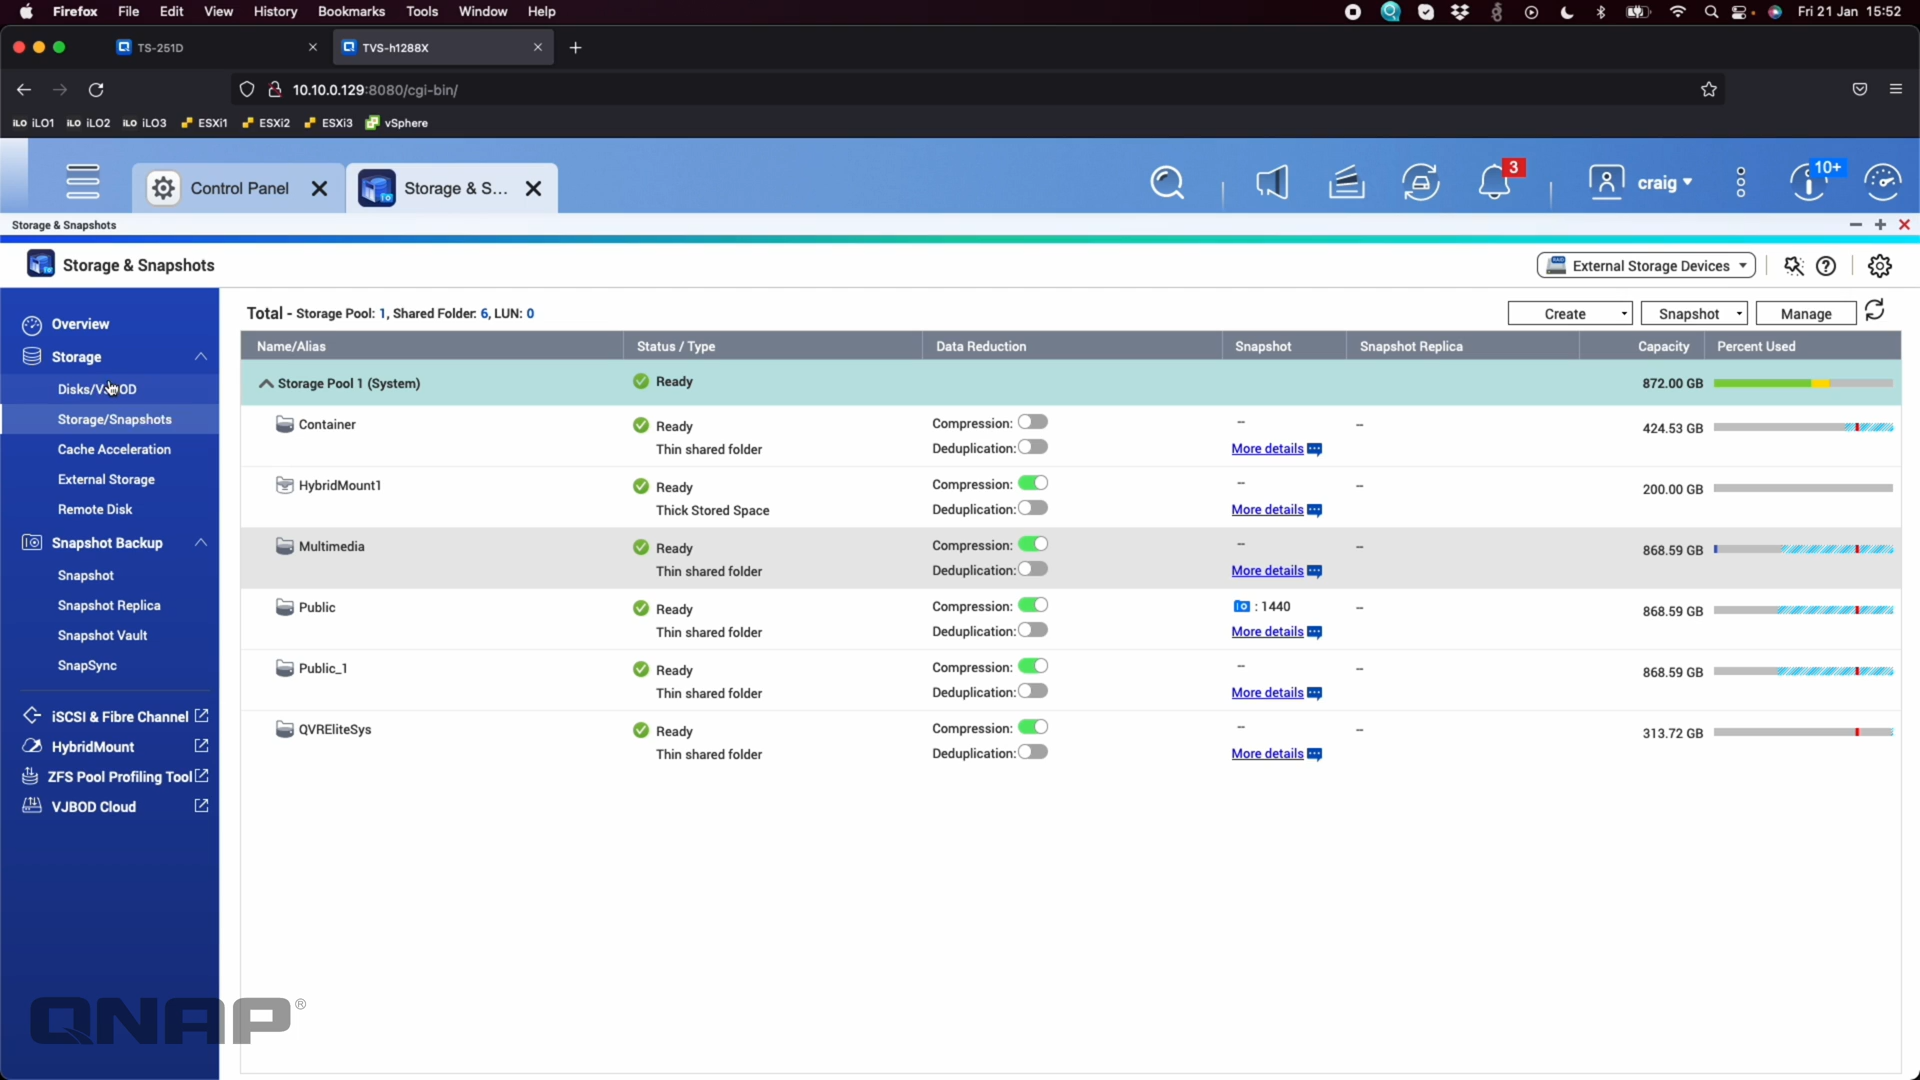 Firefox File Edit View History Bookmarks Tools Window Help Fri 21 Jan 15:52
TS-251D TVS-h1288X
10.10.0.129:8080/cgi-bin/
iLO iLO1 iLO iLO2 iLO iLO3 ESXi1 ESXi2 ESXi3 vSphere
Control Panel Storage & S... 3 craig 10+
Storage & Snapshots
Storage & Snapshots External Storage Devices
Overview
Storage
Disks/VJBOD
Storage/Snapshots
Cache Acceleration
External Storage
Remote Disk
Snapshot Backup
Snapshot
Snapshot Replica
Snapshot Vault
SnapSync
iSCSI & Fibre Channel
HybridMount
ZFS Pool Profiling Tool
VJBOD Cloud
Total - Storage Pool: 1, Shared Folder: 6, LUN: 0 Create Snapshot Manage
Name/Alias Status / Type Data Reduction Snapshot Snapshot Replica Capacity Percent Used
Storage Pool 1 (System) Ready 872.00 GB
Container Ready Compression: -- -- 424.53 GB
Thin shared folder Deduplication: More details
HybridMount1 Ready Compression: -- -- 200.00 GB
Thick Stored Space Deduplication: More details
Multimedia Ready Compression: -- -- 868.59 GB
Thin shared folder Deduplication: More details
Public Ready Compression: : 1440 -- 868.59 GB
Thin shared folder Deduplication: More details
Public_1 Ready Compression: -- -- 868.59 GB
Thin shared folder Deduplication: More details
QVREliteSys Ready Compression: -- 313.72 GB
Thin shared folder Deduplication: More details
QNAP®